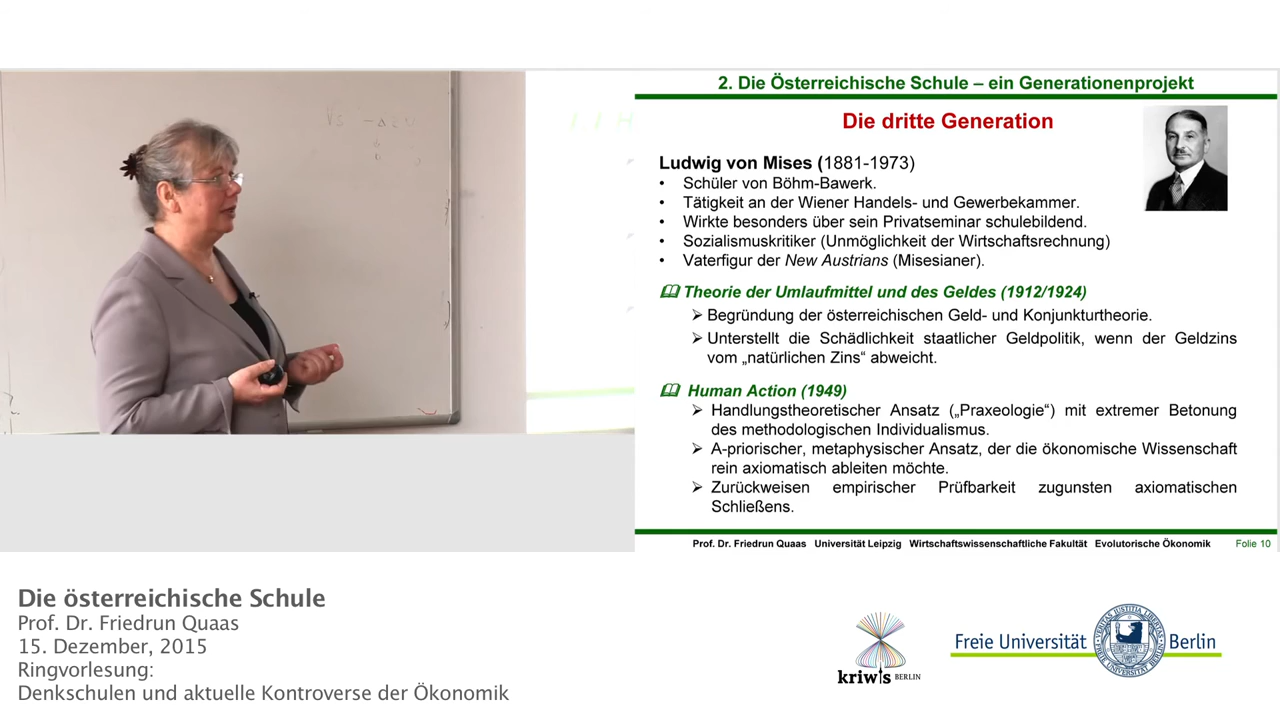 2. Die Österreichische Schule – ein Generationenprojekt
Die dritte Generation
Ludwig von Mises (1881-1973)
• Schüler von Böhm-Bawerk.
• Tätigkeit an der Wiener Handels- und Gewerbekammer.
• Wirkte besonders über sein Privatseminar schulebildend.
• Sozialismuskritiker (Unmöglichkeit der Wirtschaftsrechnung)
• Vaterfigur der New Austrians (Misesianer).
Theorie der Umlaufmittel und des Geldes (1912/1924)
➢ Begründung der österreichischen Geld- und Konjunkturtheorie.
➢ Unterstellt die Schädlichkeit staatlicher Geldpolitik, wenn der Geldzins
vom „natürlichen Zins“ abweicht.
Human Action (1949)
➢ Handlungstheoretischer Ansatz („Praxeologie“) mit extremer Betonung
des methodologischen Individualismus.
➢ A-priorischer, metaphysischer Ansatz, der die ökonomische Wissenschaft
rein axiomatisch ableiten möchte.
➢ Zurückweisen empirischer Prüfbarkeit zugunsten axiomatischen
Schließens.
Prof. Dr. Friedrun Quaas Universität Leipzig Wirtschaftswissenschaftliche Fakultät Evolutorische Ökonomik Folie 10
Die österreichische Schule
Prof. Dr. Friedrun Quaas
15. Dezember, 2015
Ringvorlesung:
Denkschulen und aktuelle Kontroverse der Ökonomik
kriwis BERLIN
Freie Universität Berlin